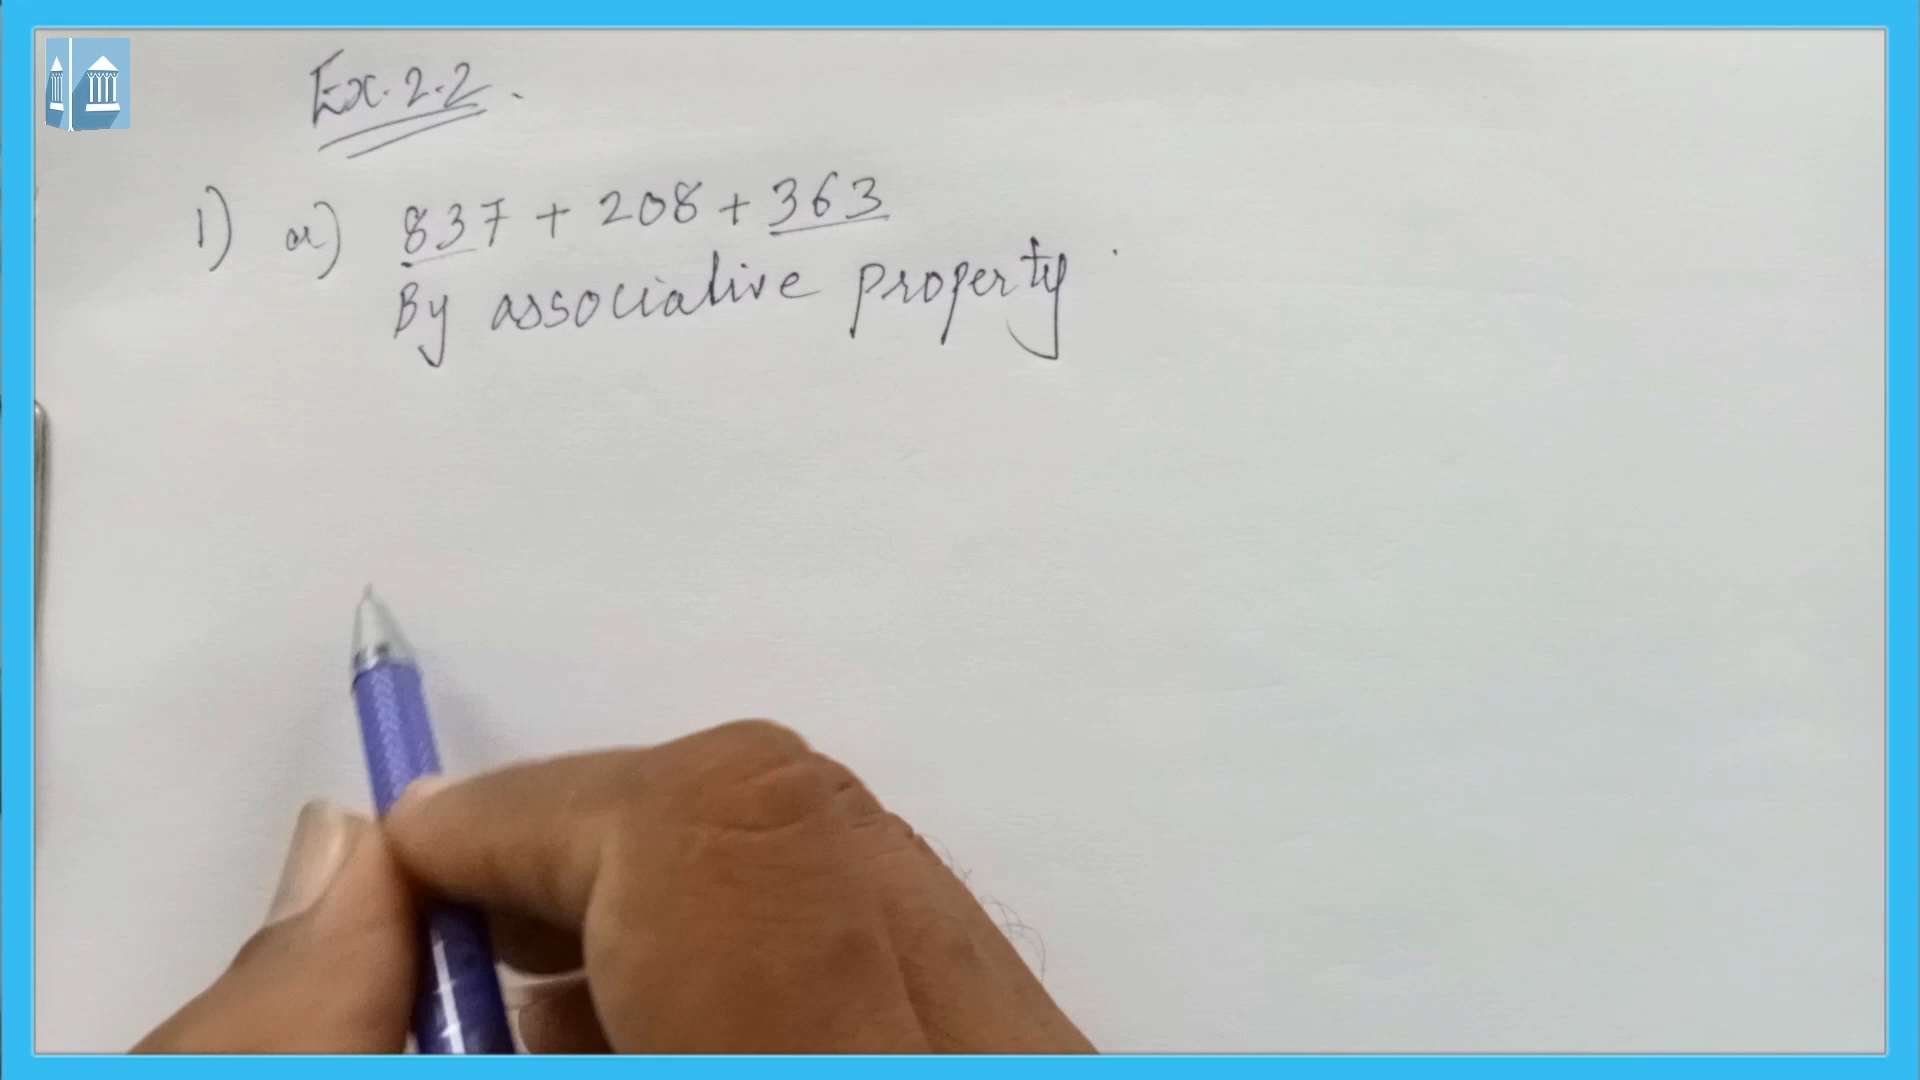 Ex. 2.2.
1) a) 837 + 208 + 363
By associative property